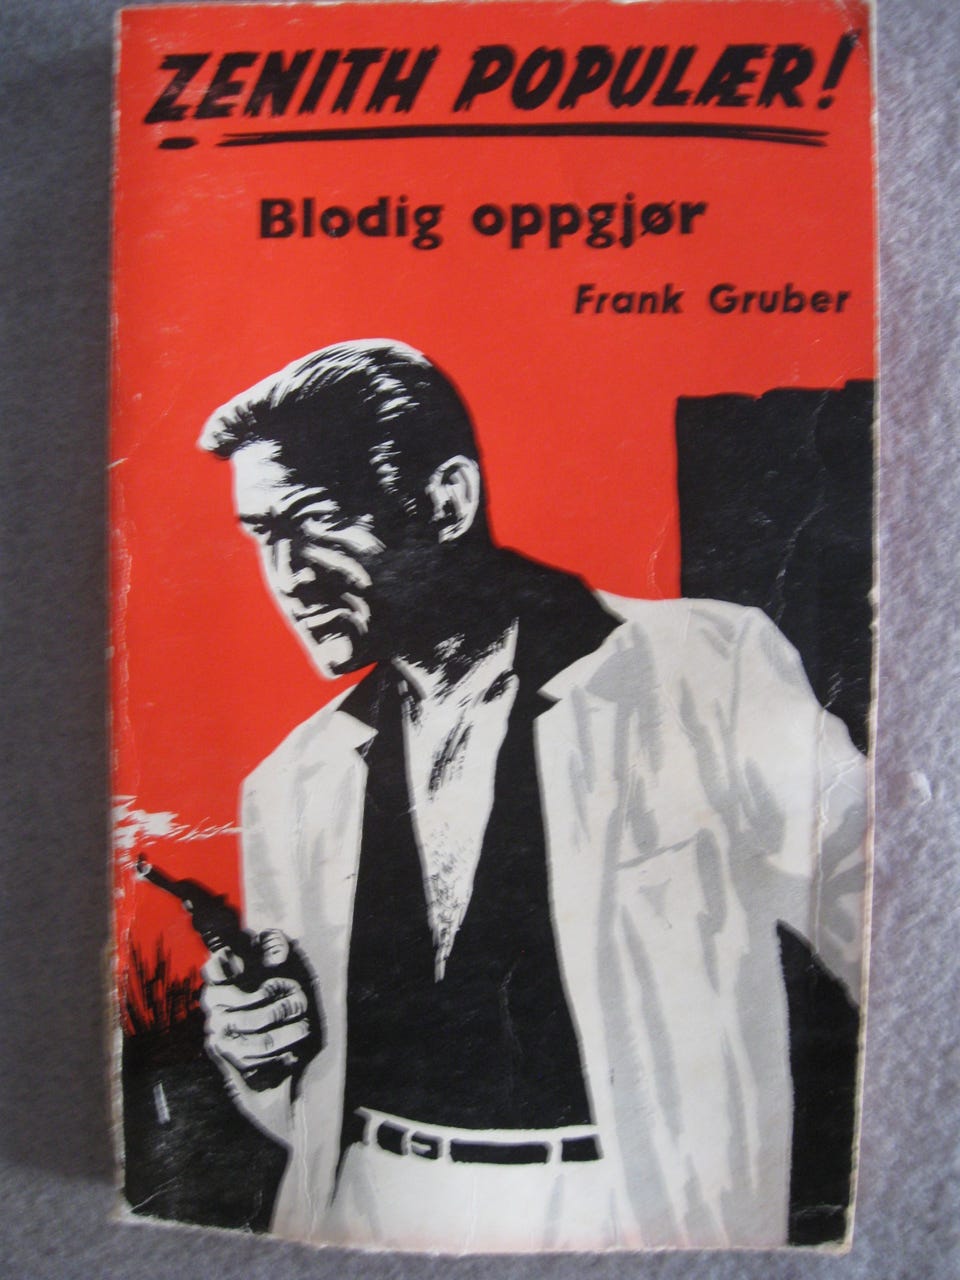 ZENITH POPULÆR!
Blodig oppgjør
Frank Gruber